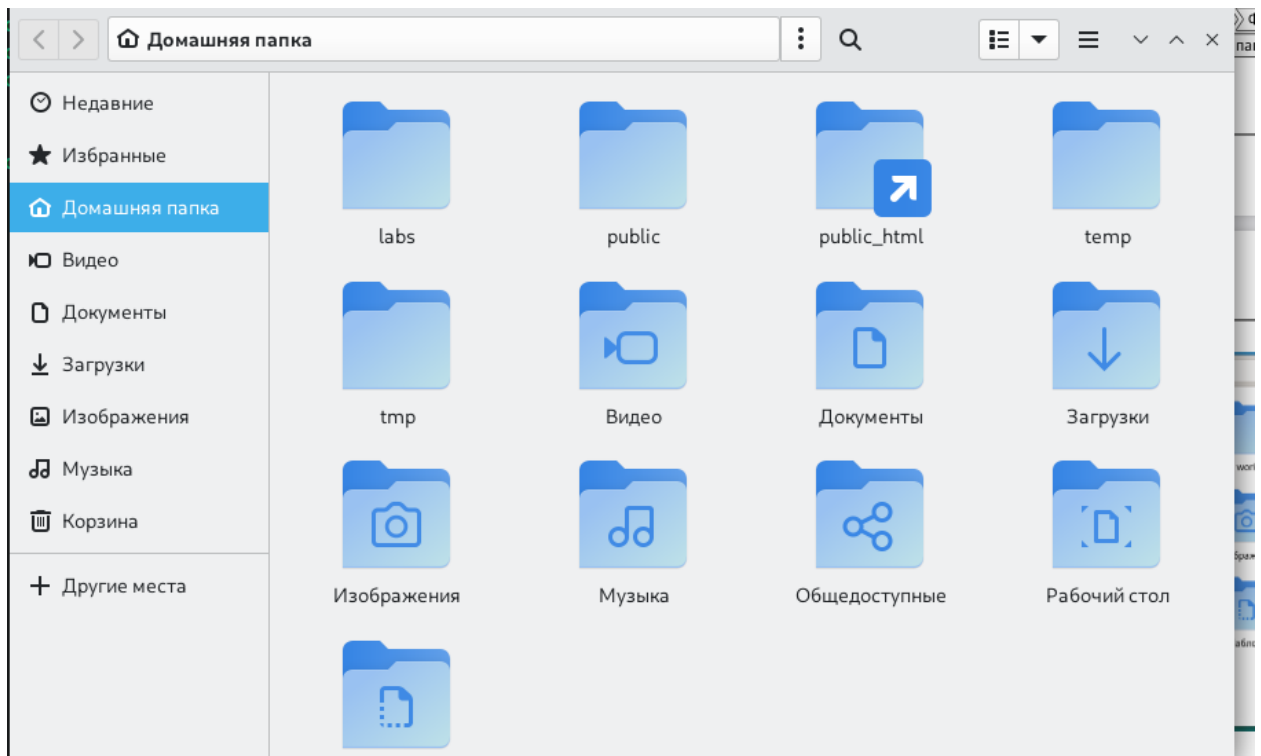 Домашняя папка
Недавние
Избранные
Домашняя папка
Видео
Документы
Загрузки
Изображения
Музыка
Корзина
Другие места
labs
public
public_html
temp
tmp
Видео
Документы
Загрузки
Изображения
Музыка
Общедоступные
Рабочий стол